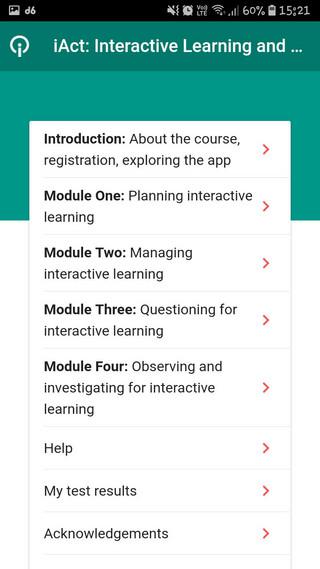 d6 VoJ LTE 60% 15:21
iAct: Interactive Learning and ...
Introduction: About the course,
registration, exploring the app
Module One: Planning interactive
learning
Module Two: Managing
interactive learning
Module Three: Questioning for
interactive learning
Module Four: Observing and
investigating for interactive
learning
Help
My test results
Acknowledgements